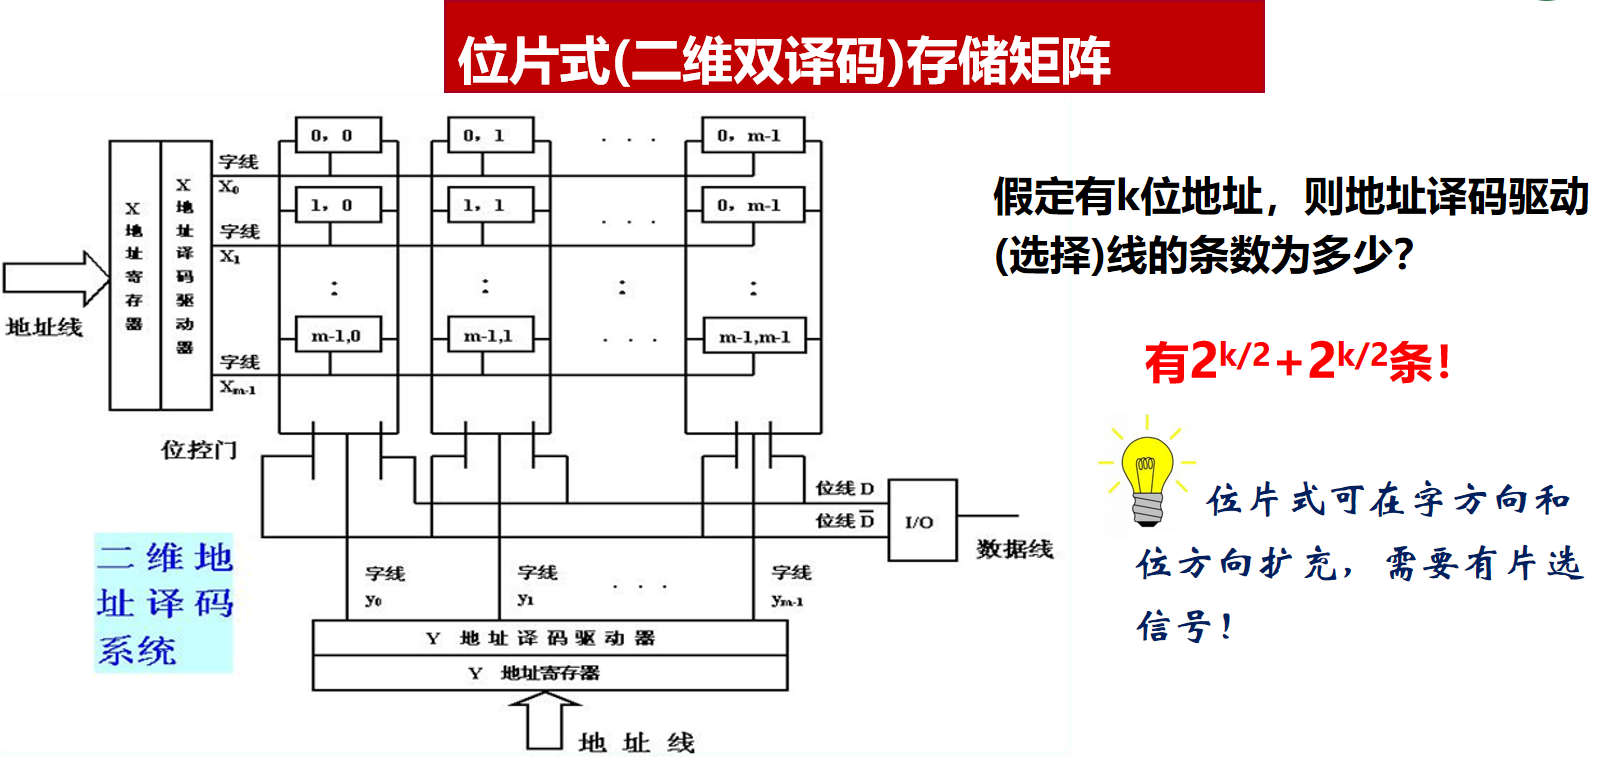 位片式(二维双译码)存储矩阵
0，0
0，1
. . .
0，m-1
字线
X0
1，0
1，1
. . .
0，m-1
字线
X1
X地址寄存器
X地址译码驱动器
地址线
m-1,0
m-1,1
. . .
m-1,m-1
字线
Xm-1
位控门
位线 D
位线 D̅
I/O
数据线
二维地
址译码
系统
字线
y0
字线
y1
. . .
字线
ym-1
Y 地址译码驱动器
Y 地址寄存器
地址线
假定有k位地址，则地址译码驱动
(选择)线的条数为多少？
有2^k/2+2^k/2条！
位片式可在字方向和
位方向扩充，需要有片选
信号！